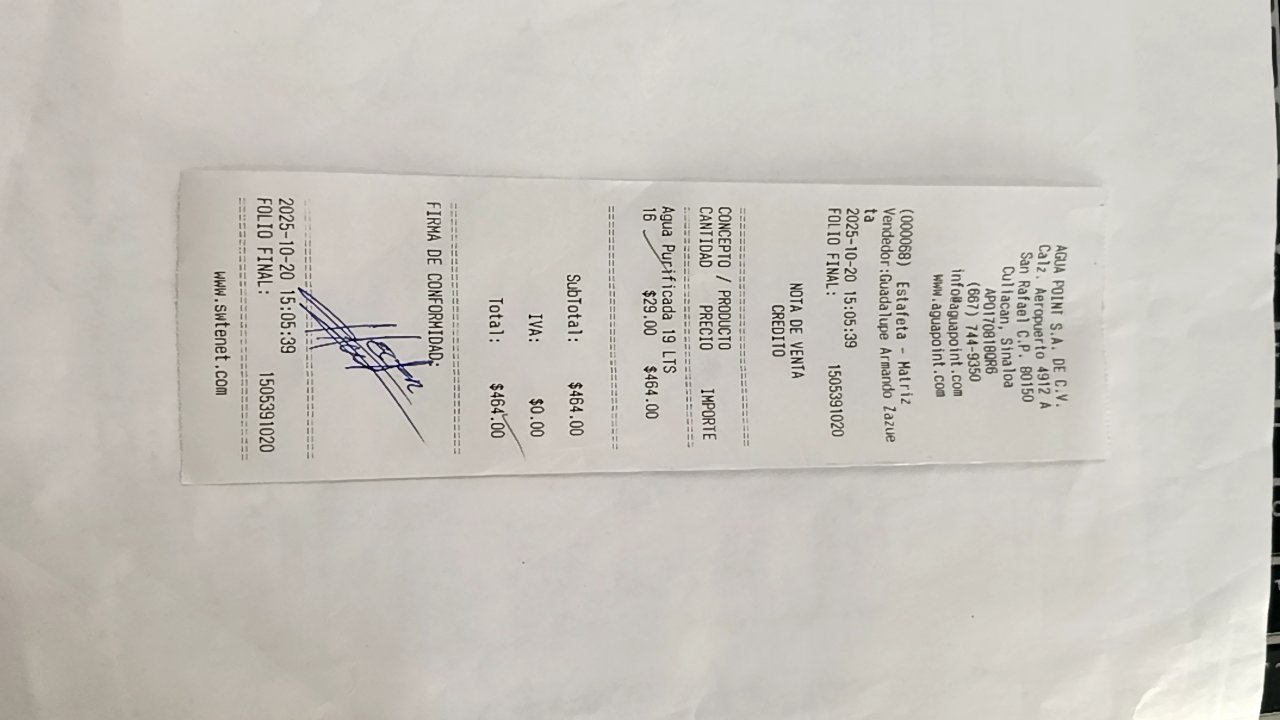 AGUA POINT S.A. DE C.V.
Calz. Aeropuerto 4912 A
San Rafael C.P. 80150
Culiacan, Sinaloa
APO170818QR6
(667) 744-9350
info@aguapoint.com
www.aguapoint.com
(000068) Estafeta - Matriz
Vendedor:Guadalupe Armando Zazue
ta
2025-10-20 15:05:39
FOLIO FINAL: 1505391020
NOTA DE VENTA
CREDITO
CONCEPTO / PRODUCTO
CANTIDAD PRECIO IMPORTE
Agua Purificada 19 LTS
16 $29.00 $464.00
SubTotal: $464.00
IVA: $0.00
Total: $464.00
FIRMA DE CONFORMIDAD:
2025-10-20 15:05:39
FOLIO FINAL: 1505391020
www.swtenet.com